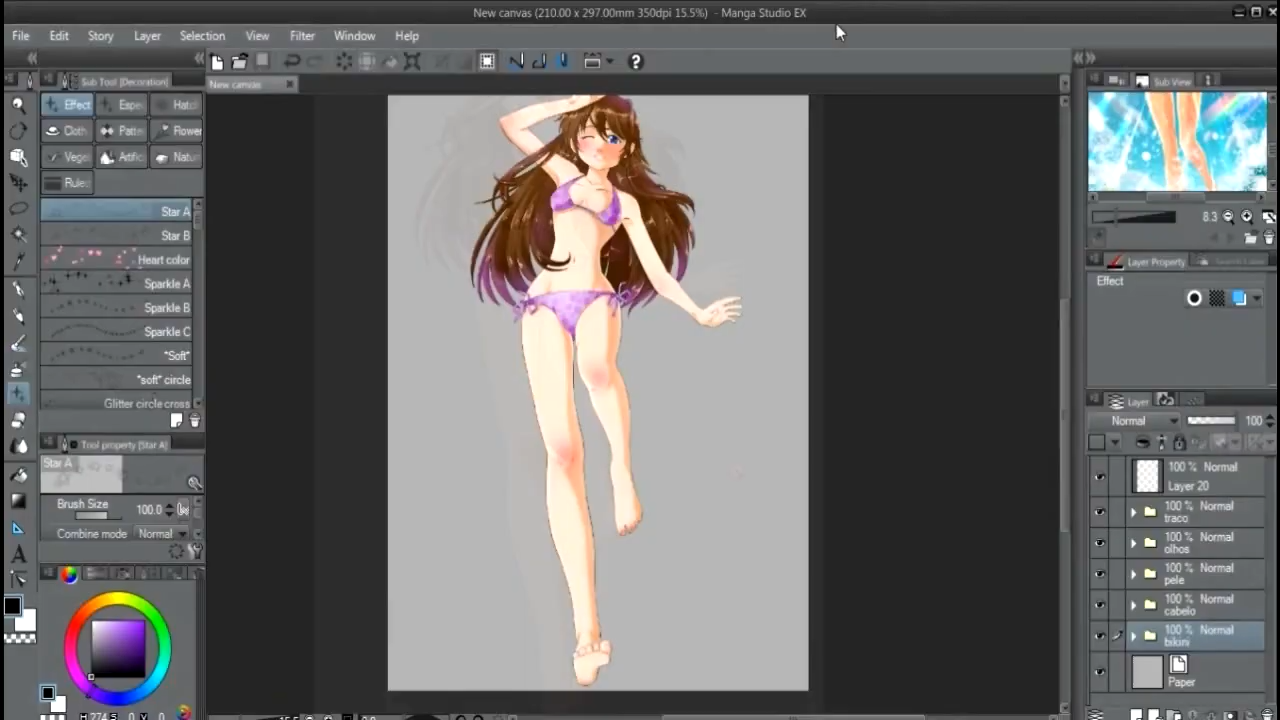 New canvas (210.00 x 297.00mm 350dpi 15.5%) - Manga Studio EX
File Edit Story Layer Selection View Filter Window Help
Sub Tool [Decoration]
New canvas
Sub View
Effect Espe Hatc
Cloth Patte Flower
Vege Artific Natur
Rule
Star A
Star B
Heart color
Sparkle A
Sparkle B
Sparkle C
"Soft"
"soft" circle
Glitter circle cross
Tool property [Star A]
Star A
Brush Size 100.0
Combine mode Normal
8.3
Layer Property
Effect
Layer
Normal 100
100 % Normal
Layer 20
100 % Normal
traco
100 % Normal
olhos
100 % Normal
pele
100 % Normal
cabelo
100 % Normal
bikini
Paper